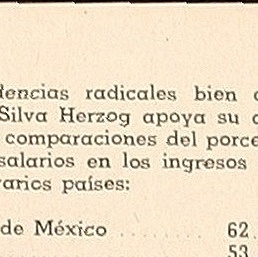 dencias radicales bien
Silva Herzog apoya su
comparaciones del porce
salarios en los ingresos
varios países:
de México ........ 62.
53